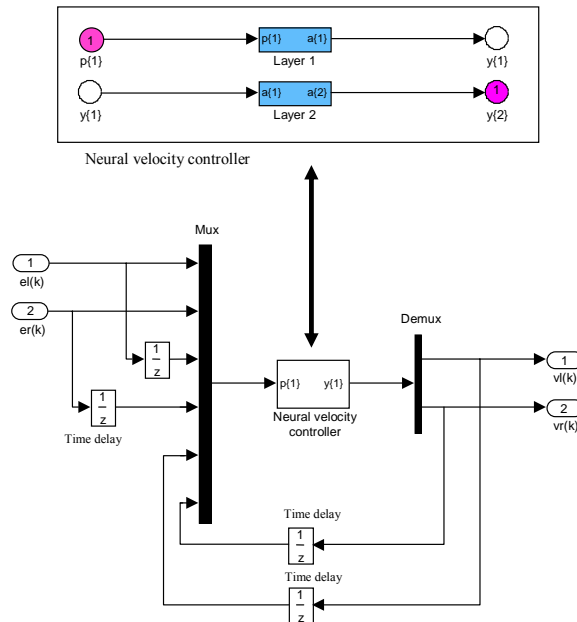 1
p{1}
p{1} a{1}
Layer 1
y{1}
y{1}
a{1} a{2}
Layer 2
1
y{2}
Neural velocity controller
Mux
1
el(k)
2
er(k)
1
z
1
z
Time delay
p{1} y{1}
Neural velocity
controller
Demux
1
vl(k)
2
vr(k)
Time delay
1
z
Time delay
1
z